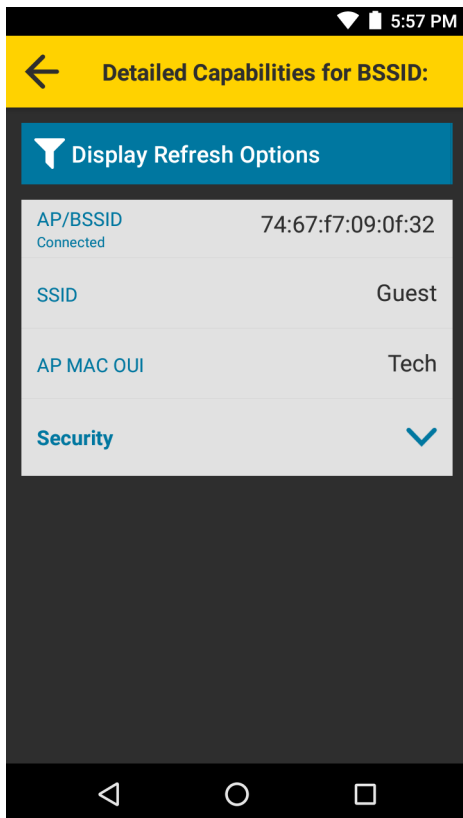 5:57 PM
Detailed Capabilities for BSSID:
Display Refresh Options
AP/BSSID 74:67:f7:09:0f:32
Connected
SSID Guest
AP MAC OUI Tech
Security